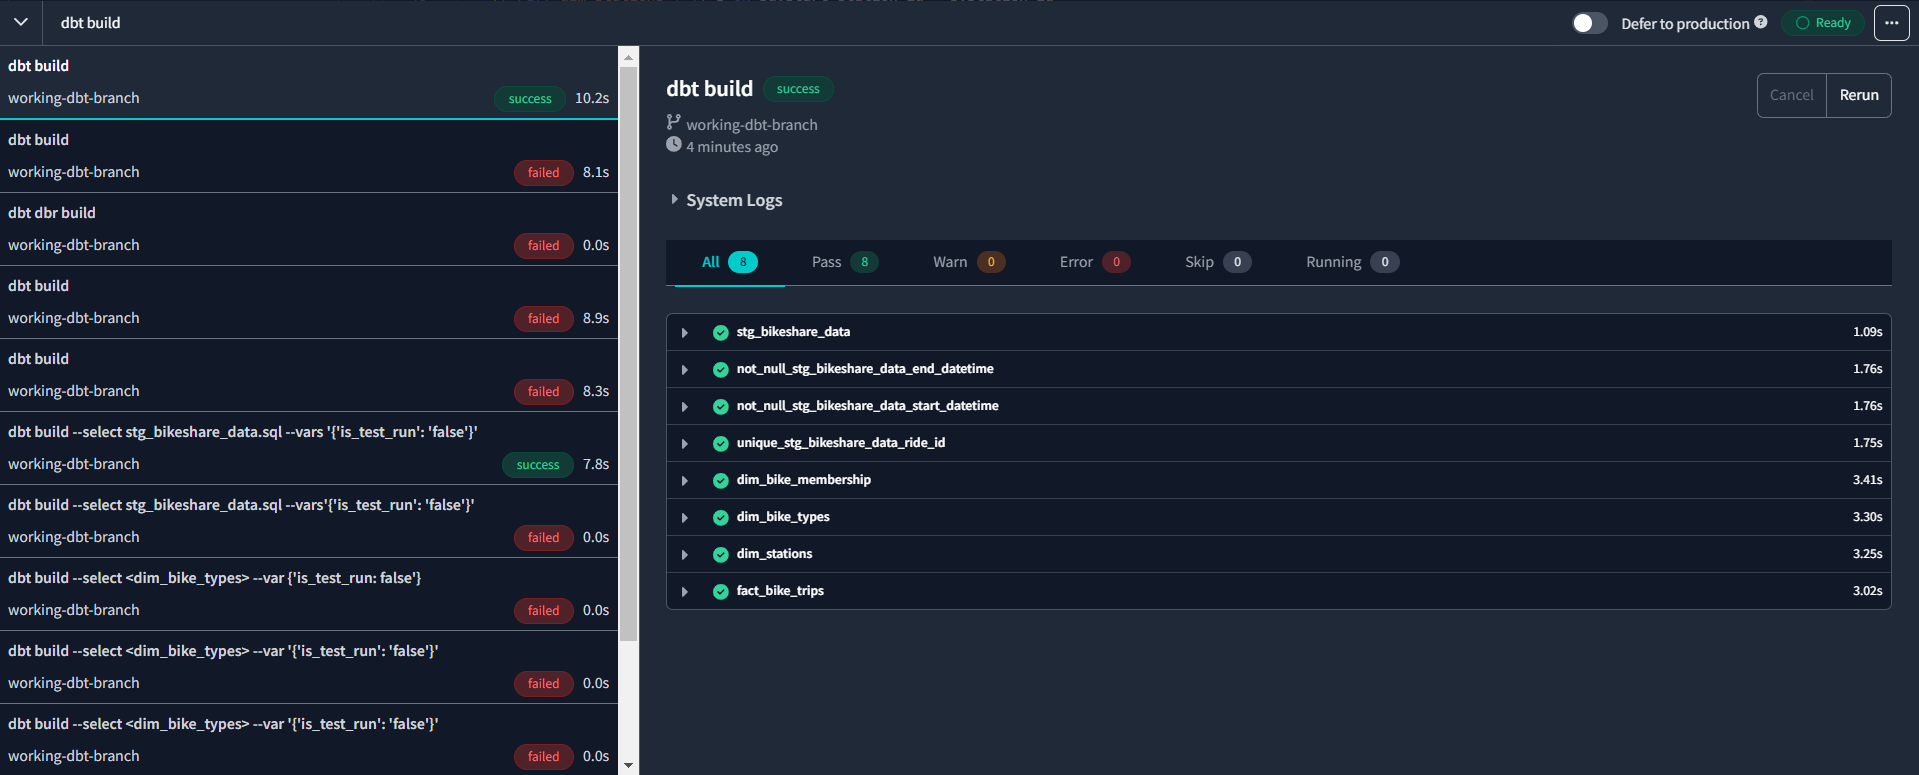 dbt build
Defer to production ?
Ready
...
dbt build
working-dbt-branch success 10.2s
dbt build
working-dbt-branch failed 8.1s
dbt dbr build
working-dbt-branch failed 0.0s
dbt build
working-dbt-branch failed 8.9s
dbt build
working-dbt-branch failed 8.3s
dbt build --select stg_bikeshare_data.sql --vars '{'is_test_run': 'false'}'
working-dbt-branch success 7.8s
dbt build --select stg_bikeshare_data.sql --vars'{'is_test_run': 'false'}'
working-dbt-branch failed 0.0s
dbt build --select <dim_bike_types> --var {'is_test_run: false'}
working-dbt-branch failed 0.0s
dbt build --select <dim_bike_types> --var '{'is_test_run': 'false'}'
working-dbt-branch failed 0.0s
dbt build --select <dim_bike_types> --var '{'is_test_run': 'false'}'
working-dbt-branch failed 0.0s
dbt build success
Cancel Rerun
working-dbt-branch
4 minutes ago
System Logs
All 8 Pass 8 Warn 0 Error 0 Skip 0 Running 0
stg_bikeshare_data 1.09s
not_null_stg_bikeshare_data_end_datetime 1.76s
not_null_stg_bikeshare_data_start_datetime 1.76s
unique_stg_bikeshare_data_ride_id 1.75s
dim_bike_membership 3.41s
dim_bike_types 3.30s
dim_stations 3.25s
fact_bike_trips 3.02s